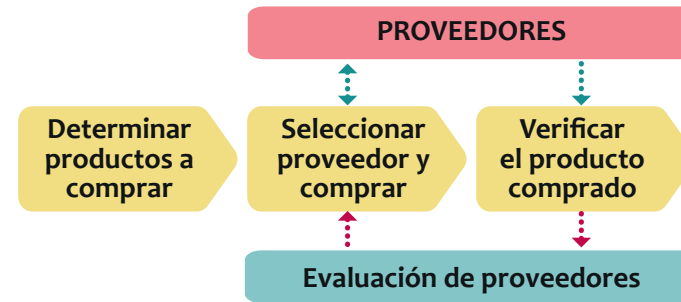 PROVEEDORES
Determinar
productos a
comprar
Seleccionar
proveedor y
comprar
Verificar
el producto
comprado
Evaluación de proveedores